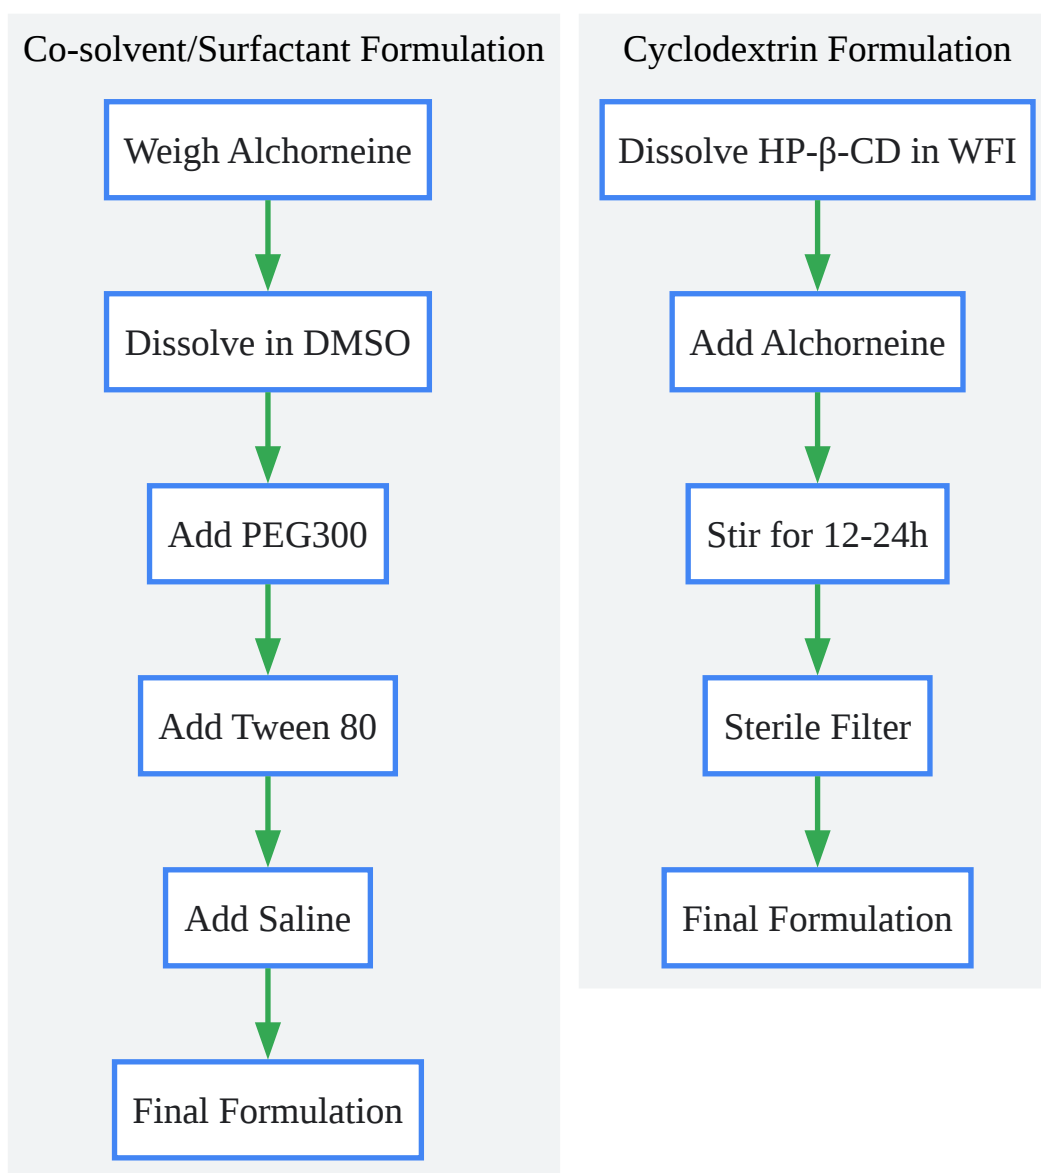 Co-solvent/Surfactant Formulation
Weigh Alchorneine
Dissolve in DMSO
Add PEG300
Add Tween 80
Add Saline
Final Formulation
Cyclodextrin Formulation
Dissolve HP-β-CD in WFI
Add Alchorneine
Stir for 12-24h
Sterile Filter
Final Formulation